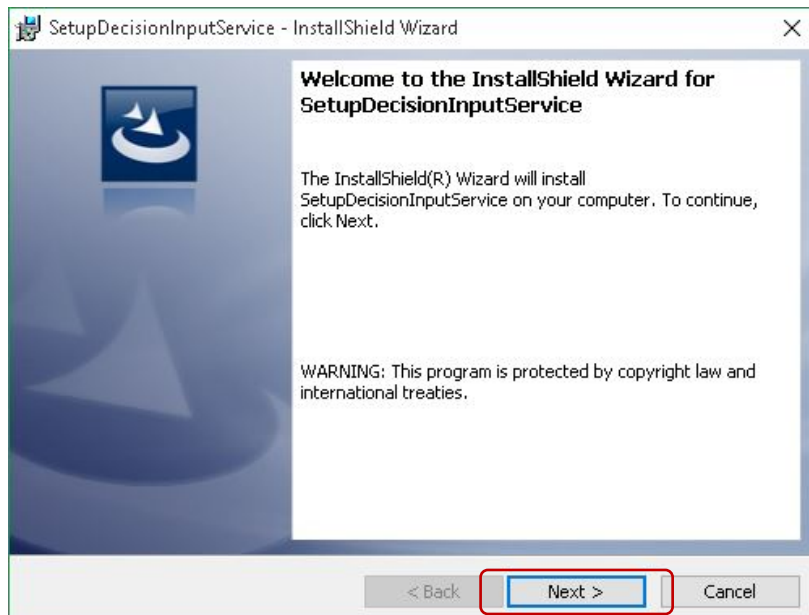 SetupDecisionInputService - InstallShield Wizard
Welcome to the InstallShield Wizard for
SetupDecisionInputService
The InstallShield(R) Wizard will install
SetupDecisionInputService on your computer. To continue,
click Next.
WARNING: This program is protected by copyright law and
international treaties.
< Back
Next >
Cancel